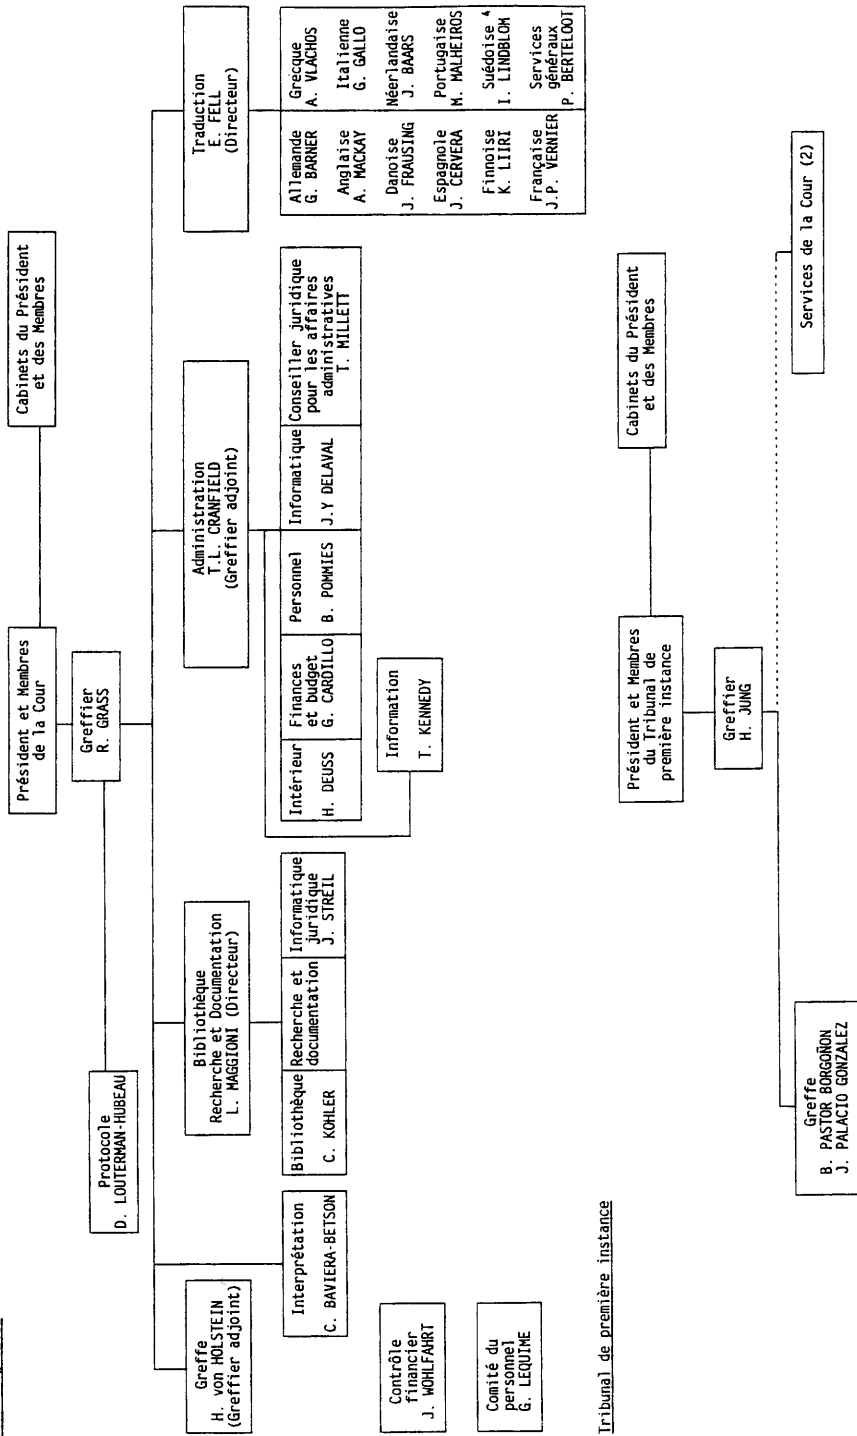 Président et Membres
de la Cour
Cabinets du Président
et des Membres
Greffier
R. GRASS
Protocole
D. LOUTERMAN-HUBEAU
Greffe
H. von HOLSTEIN
(Greffier adjoint)
Interprétation
C. BAVIERA-BETSON
Bibliothèque
Recherche et Documentation
L. MAGGIONI (Directeur)
Bibliothèque
C. KOHLER
Recherche et
documentation
Informatique
juridique
J. STREIL
Administration
T.L. CRANFIELD
(Greffier adjoint)
Intérieur
H. DEUSS
Finances
et budget
G. CARDILLO
Personnel
B. POMMIES
Informatique
J.Y DELAVAL
Conseiller juridique
pour les affaires
administratives
T. MILLETT
Information
T. KENNEDY
Traduction
E. FELL
(Directeur)
Allemande
G. BARNER
Grecque
A. VLACHOS
Anglaise
A. MACKAY
Italienne
G. GALLO
Danoise
J. FRAUSING
Néerlandaise
J. BAARS
Espagnole
J. CERVERA
Portugaise
M. MALHEIROS
Finnoise
K. LIIRI
Suédoise 4
I. LINDBLOM
Française
J.P. VERNIER
Services
généraux
P. BERTELOOT
Contrôle
financier
J. WOHLFAHRT
Comité du
personnel
G. LEQUIME
Tribunal de première instance
Président et Membres
du Tribunal de
première instance
Cabinets du Président
et des Membres
Greffier
H. JUNG
Greffe
B. PASTOR BORGOÑON
J. PALACIO GONZALEZ
Services de la Cour (2)